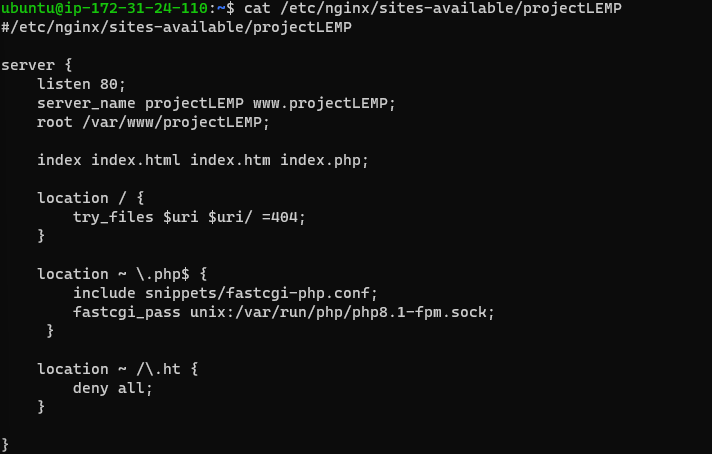 ubuntu@ip-172-31-24-110:~$ cat /etc/nginx/sites-available/projectLEMP
#/etc/nginx/sites-available/projectLEMP

server {
    listen 80;
    server_name projectLEMP www.projectLEMP;
    root /var/www/projectLEMP;

    index index.html index.htm index.php;

    location / {
        try_files $uri $uri/ =404;
    }

    location ~ \.php$ {
        include snippets/fastcgi-php.conf;
        fastcgi_pass unix:/var/run/php/php8.1-fpm.sock;
     }

    location ~ /\.ht {
        deny all;
    }

}